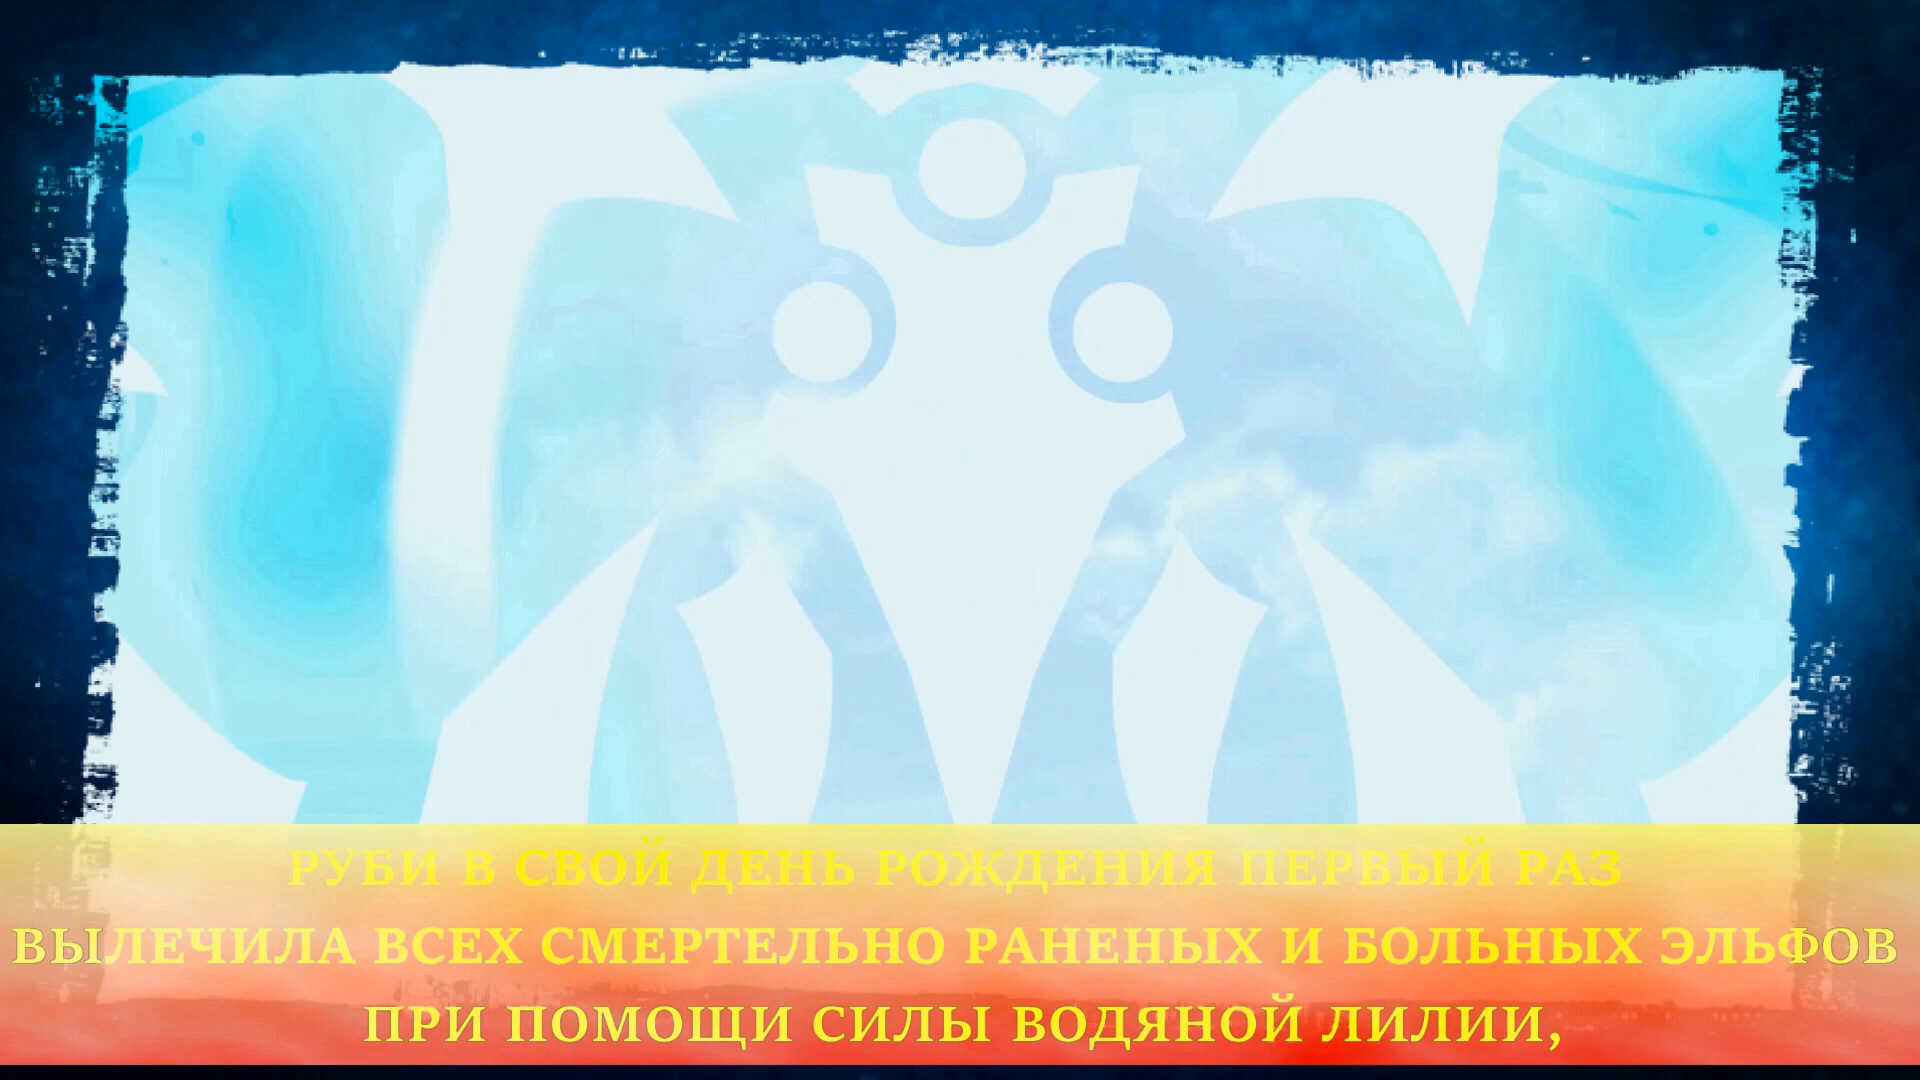 РУБИ В СВОЙ ДЕНЬ РОЖДЕНИЯ ПЕРВЫЙ РАЗ
ВЫЛЕЧИЛА ВСЕХ СМЕРТЕЛЬНО РАНЕНЫХ И БОЛЬНЫХ ЭЛЬФОВ
ПРИ ПОМОЩИ СИЛЫ ВОДЯНОЙ ЛИЛИИ,